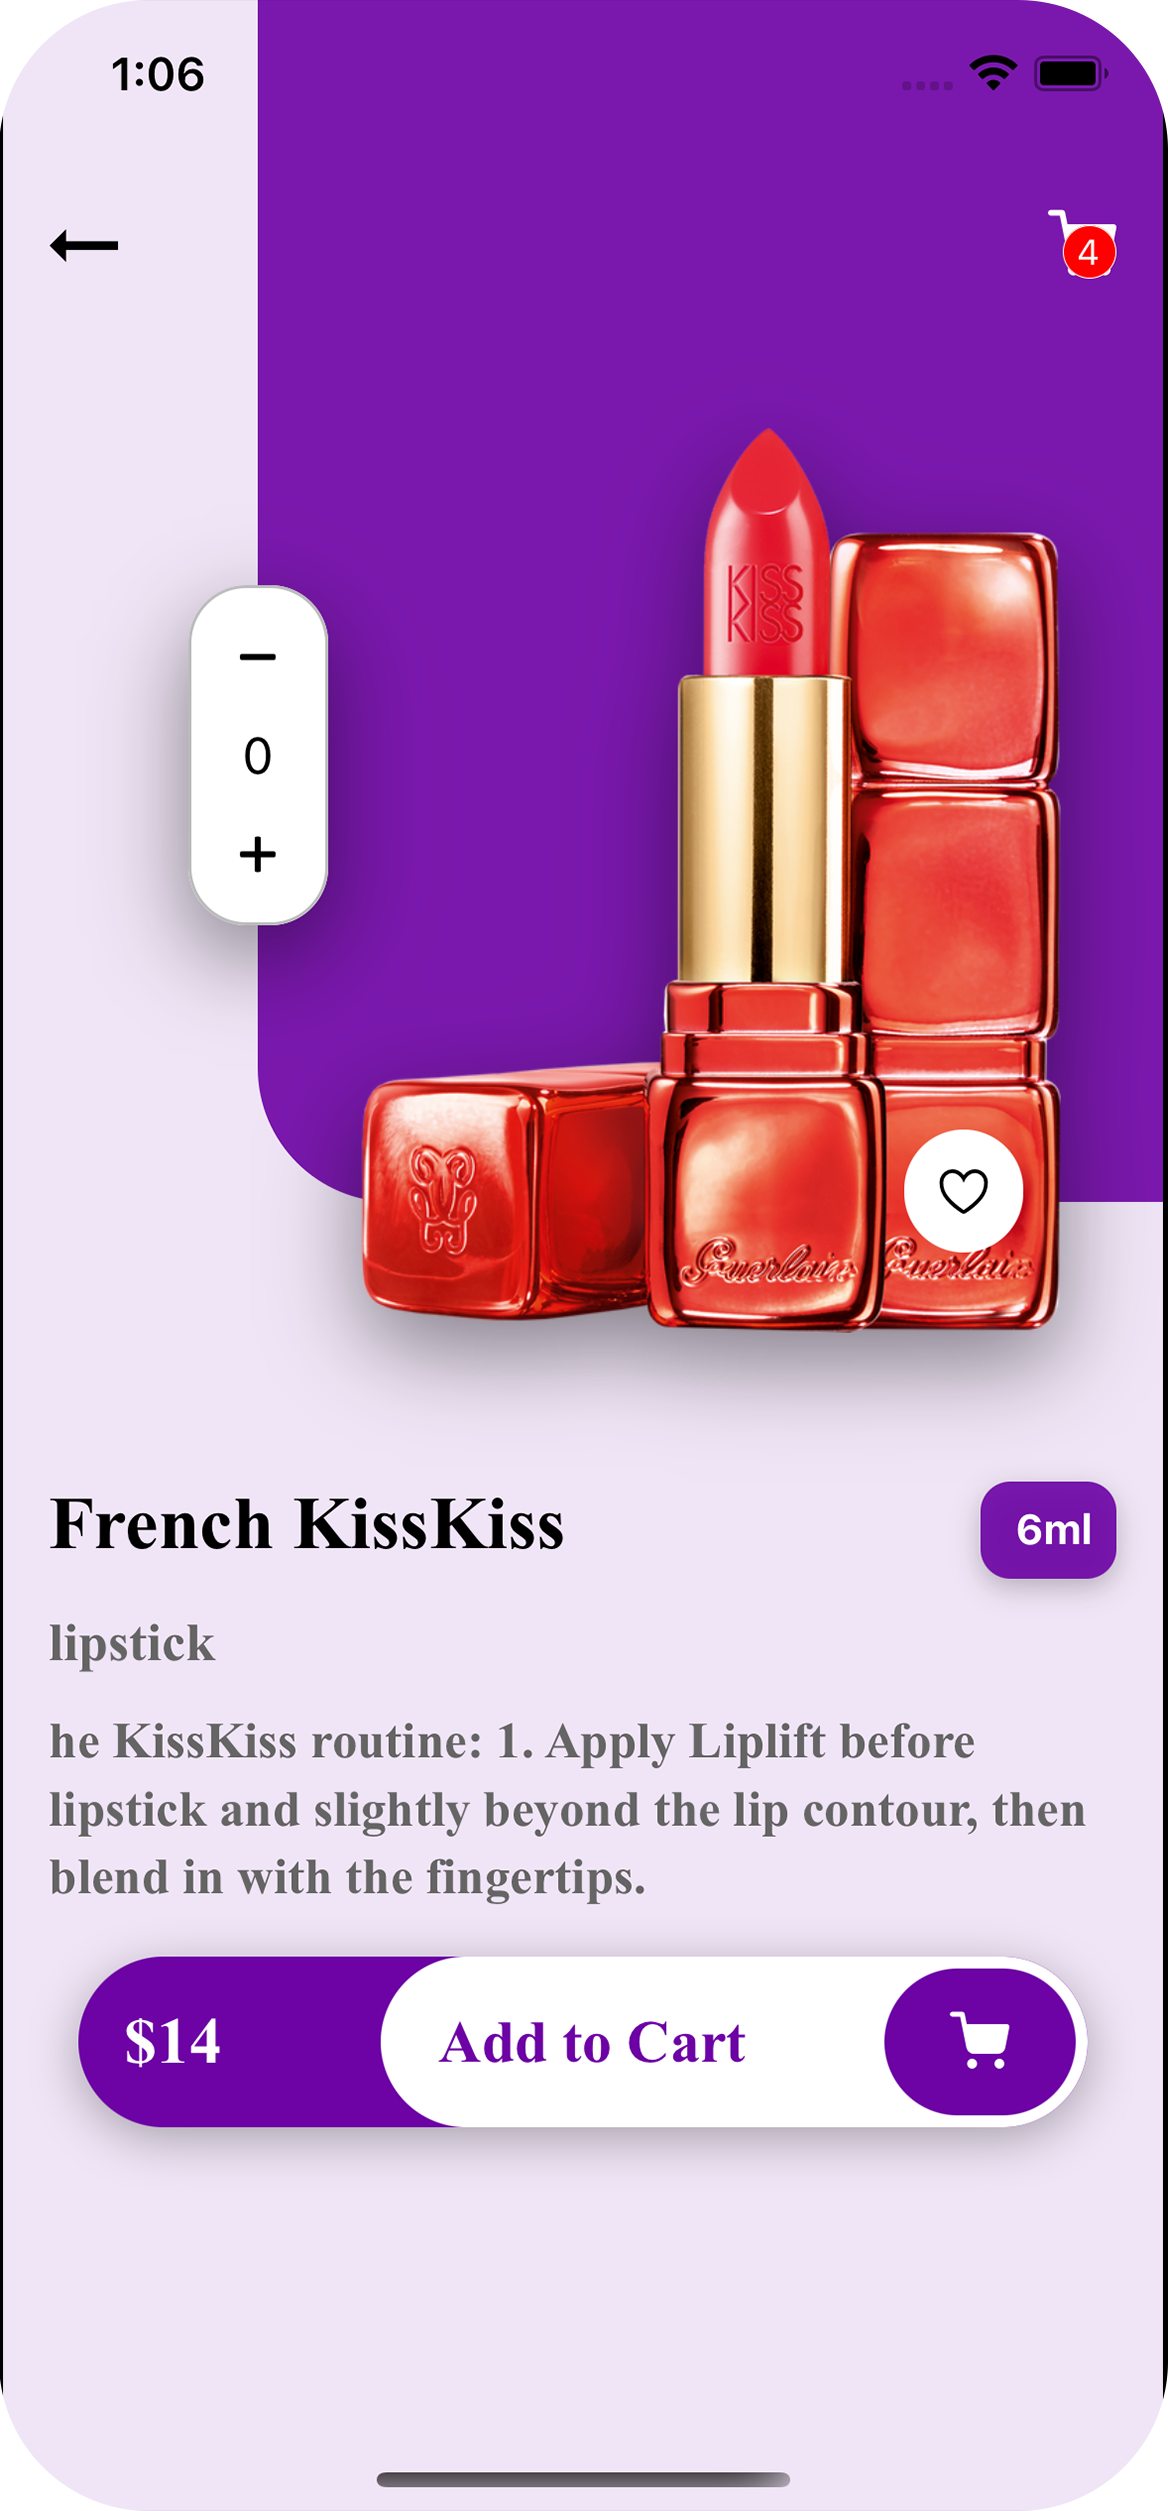 1:06
4
KISS
KISS
0
+
Guerlain
Guerlain
French KissKiss
6ml
lipstick
he KissKiss routine: 1. Apply Liplift before
lipstick and slightly beyond the lip contour, then
blend in with the fingertips.
$14
Add to Cart